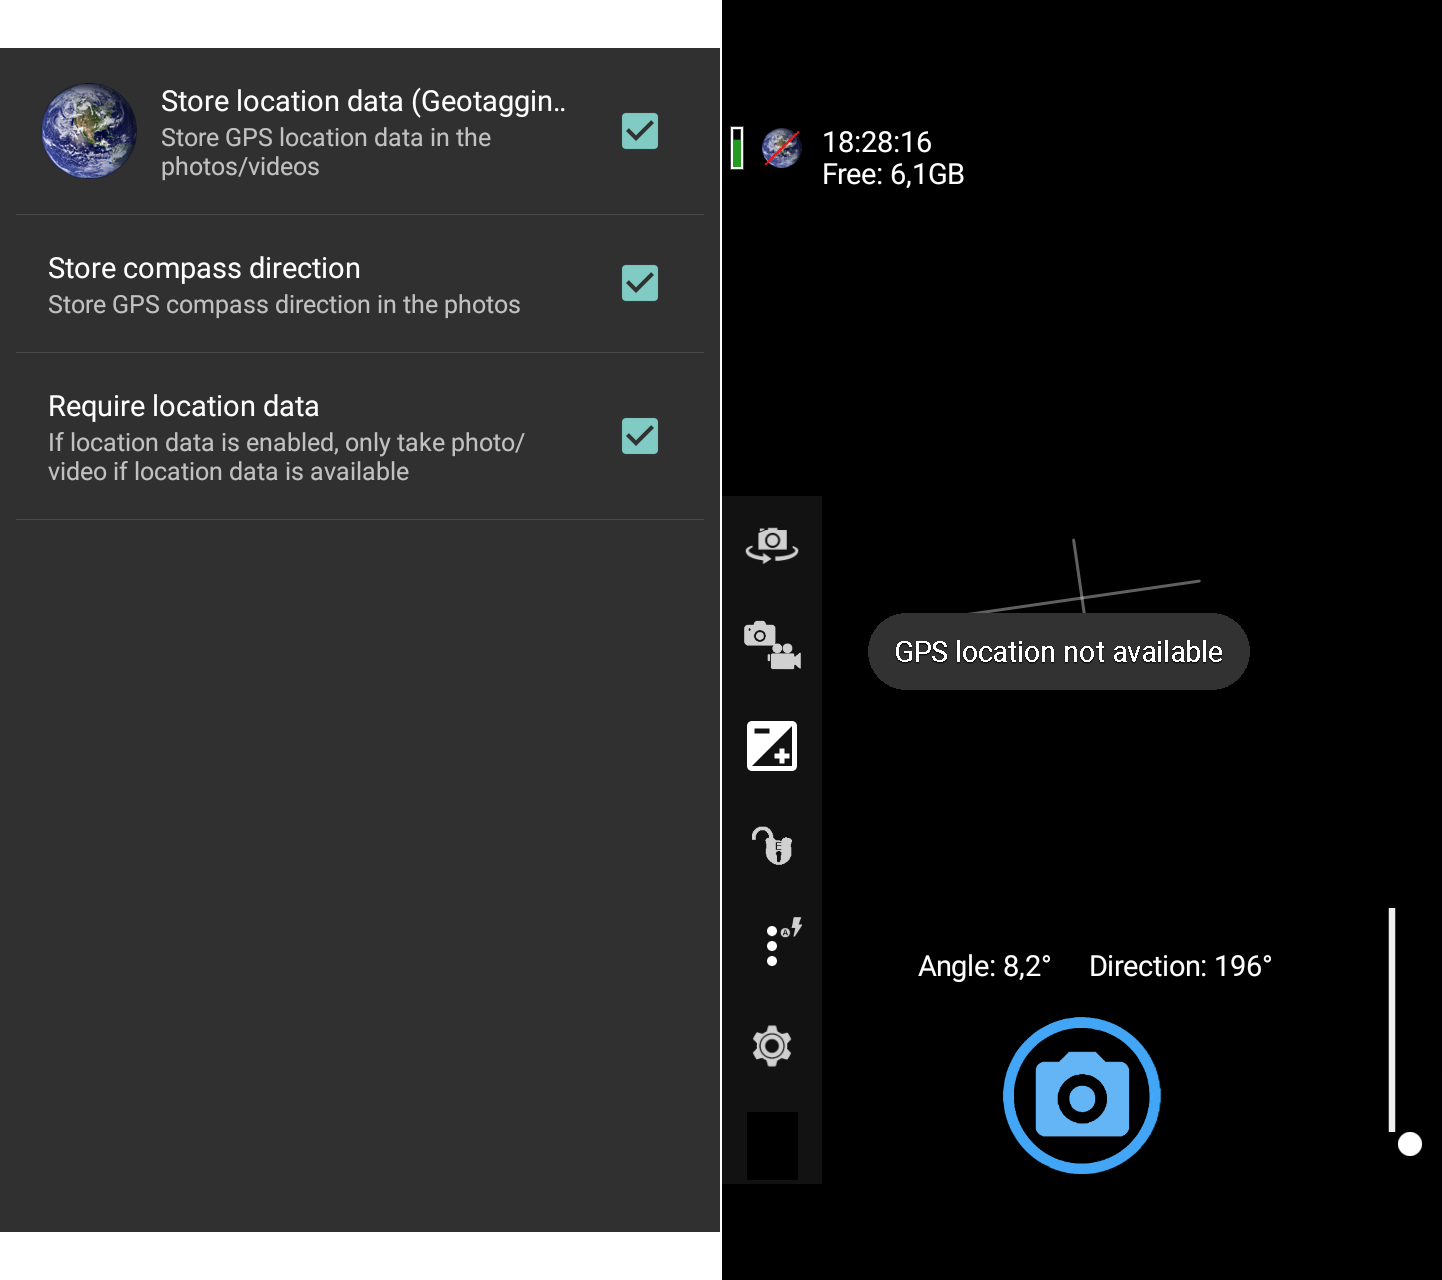 Store location data (Geotaggin..
Store GPS location data in the
photos/videos
Store compass direction
Store GPS compass direction in the photos
Require location data
If location data is enabled, only take photo/
video if location data is available
18:28:16
Free: 6,1GB
GPS location not available
E
A
Angle: 8,2° Direction: 196°